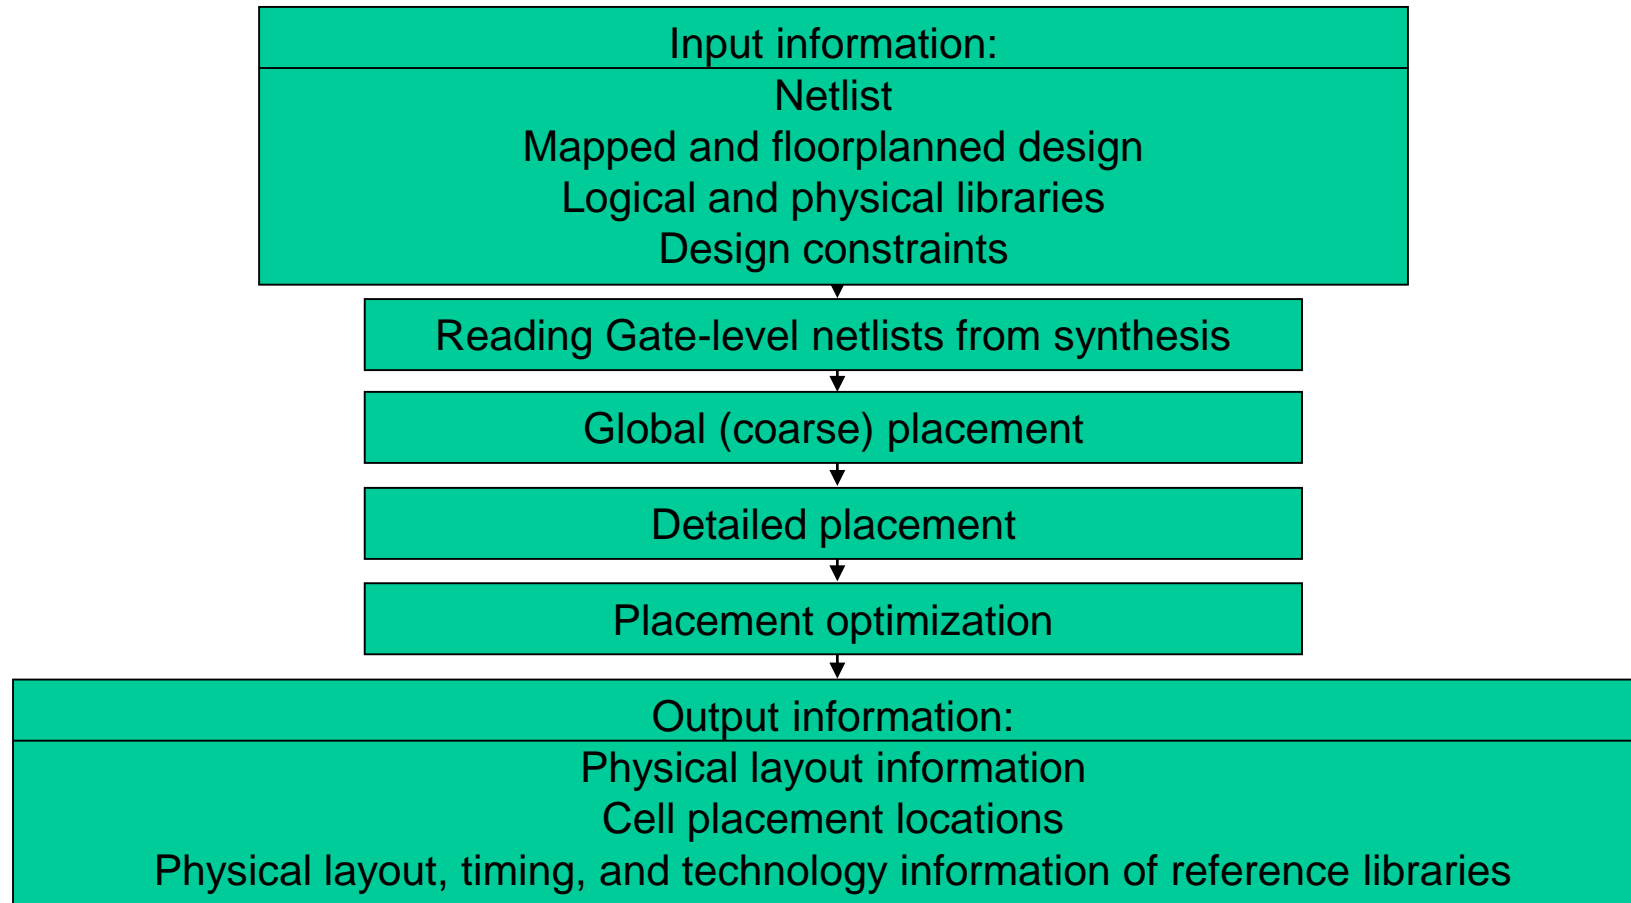 Input information:
Netlist
Mapped and floorplanned design
Logical and physical libraries
Design constraints
Reading Gate-level netlists from synthesis
Global (coarse) placement
Detailed placement
Placement optimization
Output information:
Physical layout information
Cell placement locations
Physical layout, timing, and technology information of reference libraries